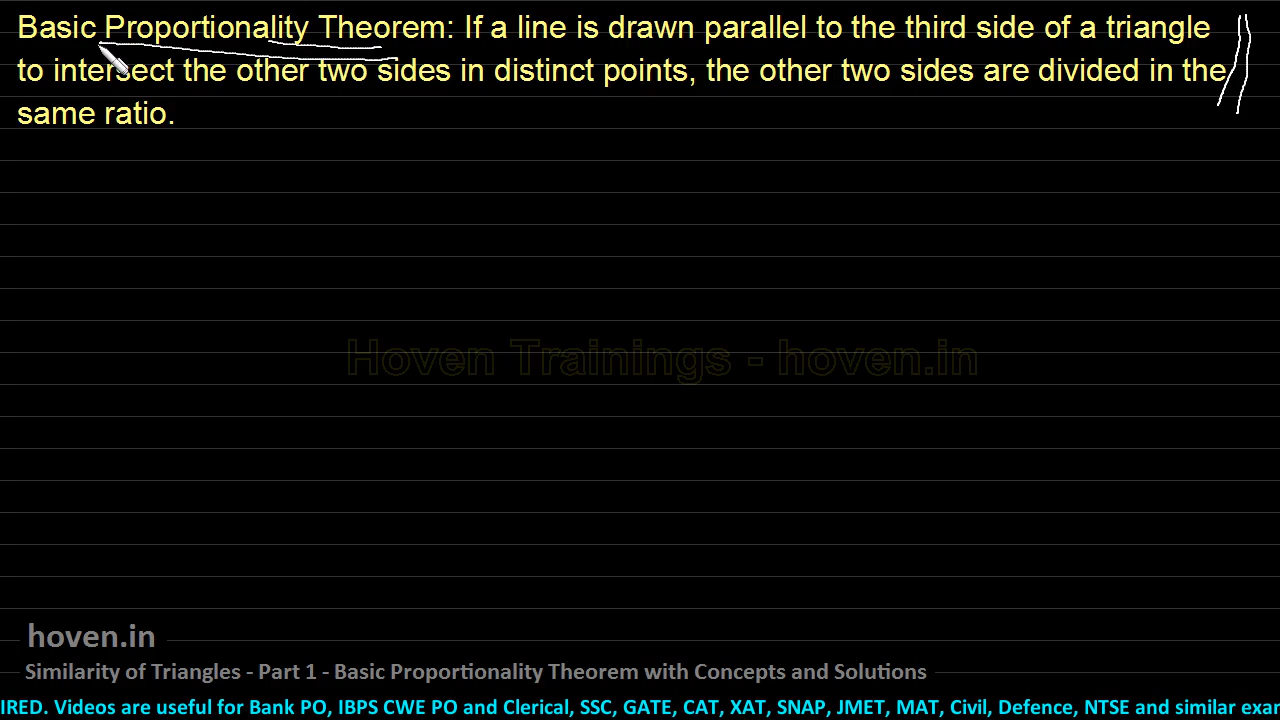 Basic Proportionality Theorem: If a line is drawn parallel to the third side of a triangle
to intersect the other two sides in distinct points, the other two sides are divided in the
same ratio.
Hoven Trainings - hoven.in
hoven.in
Similarity of Triangles - Part 1 - Basic Proportionality Theorem with Concepts and Solutions
IRED. Videos are useful for Bank PO, IBPS CWE PO and Clerical, SSC, GATE, CAT, XAT, SNAP, JMET, MAT, Civil, Defence, NTSE and similar exa